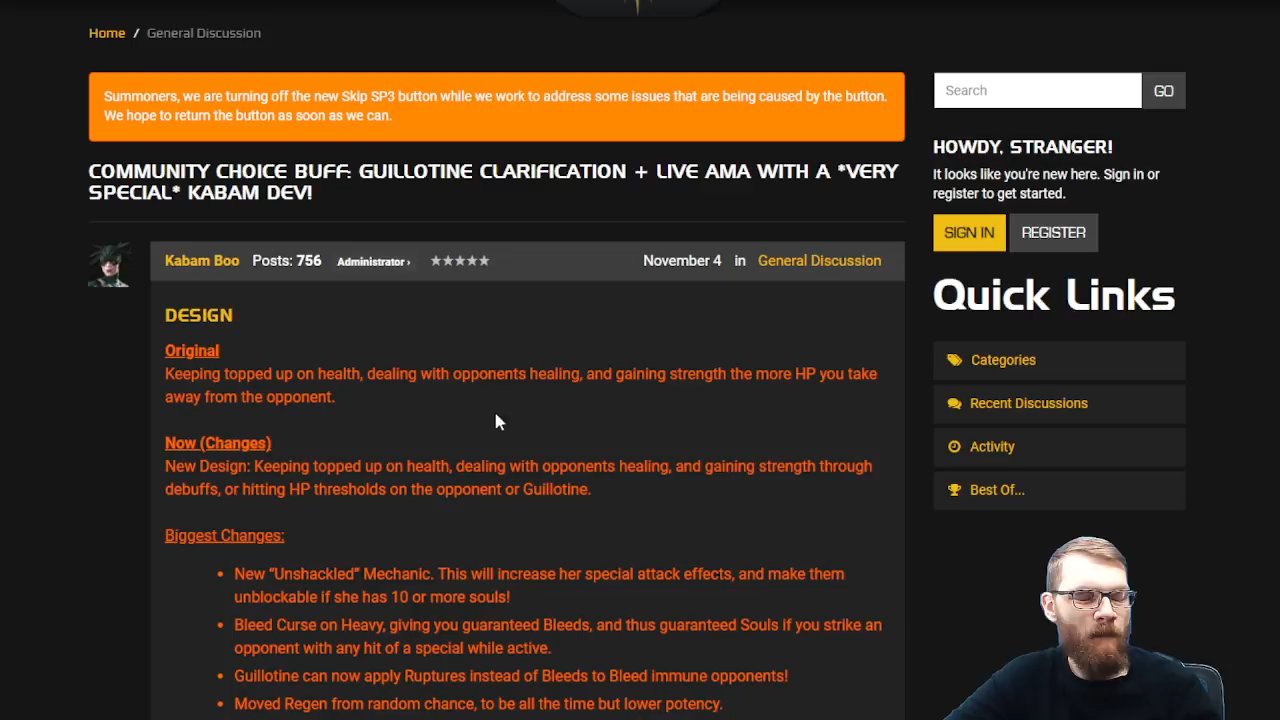 Home / General Discussion
Summoners, we are turning off the new Skip SP3 button while we work to address some issues that are being caused by the button.
We hope to return the button as soon as we can.
Search
GO
COMMUNITY CHOICE BUFF: GUILLOTINE CLARIFICATION + LIVE AMA WITH A *VERY
SPECIAL* KABAM DEV!
HOWDY, STRANGER!
It looks like you're new here. Sign in or
register to get started.
SIGN IN
REGISTER
Kabam Boo Posts: 756 Administrator › ★★★★★ November 4 in General Discussion
DESIGN
Original
Keeping topped up on health, dealing with opponents healing, and gaining strength the more HP you take
away from the opponent.
Now (Changes)
New Design: Keeping topped up on health, dealing with opponents healing, and gaining strength through
debuffs, or hitting HP thresholds on the opponent or Guillotine.
Biggest Changes:
• New “Unshackled” Mechanic. This will increase her special attack effects, and make them
unblockable if she has 10 or more souls!
• Bleed Curse on Heavy, giving you guaranteed Bleeds, and thus guaranteed Souls if you strike an
opponent with any hit of a special while active.
• Guillotine can now apply Ruptures instead of Bleeds to Bleed immune opponents!
• Moved Regen from random chance, to be all the time but lower potency.
Quick Links
Categories
Recent Discussions
Activity
Best Of...